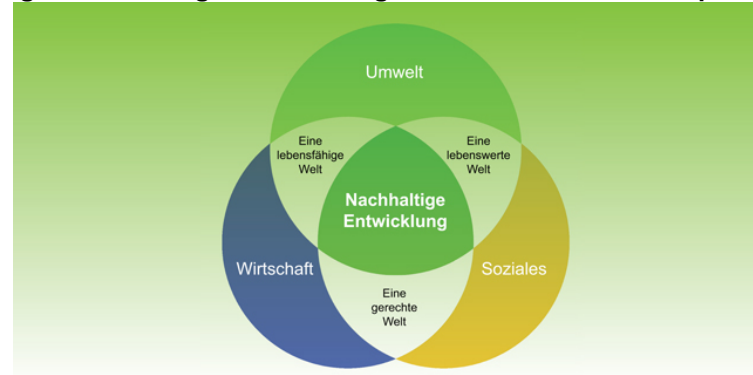 Umwelt
Eine
lebensfähige
Welt
Eine
lebenswerte
Welt
Nachhaltige
Entwicklung
Wirtschaft
Soziales
Eine
gerechte
Welt